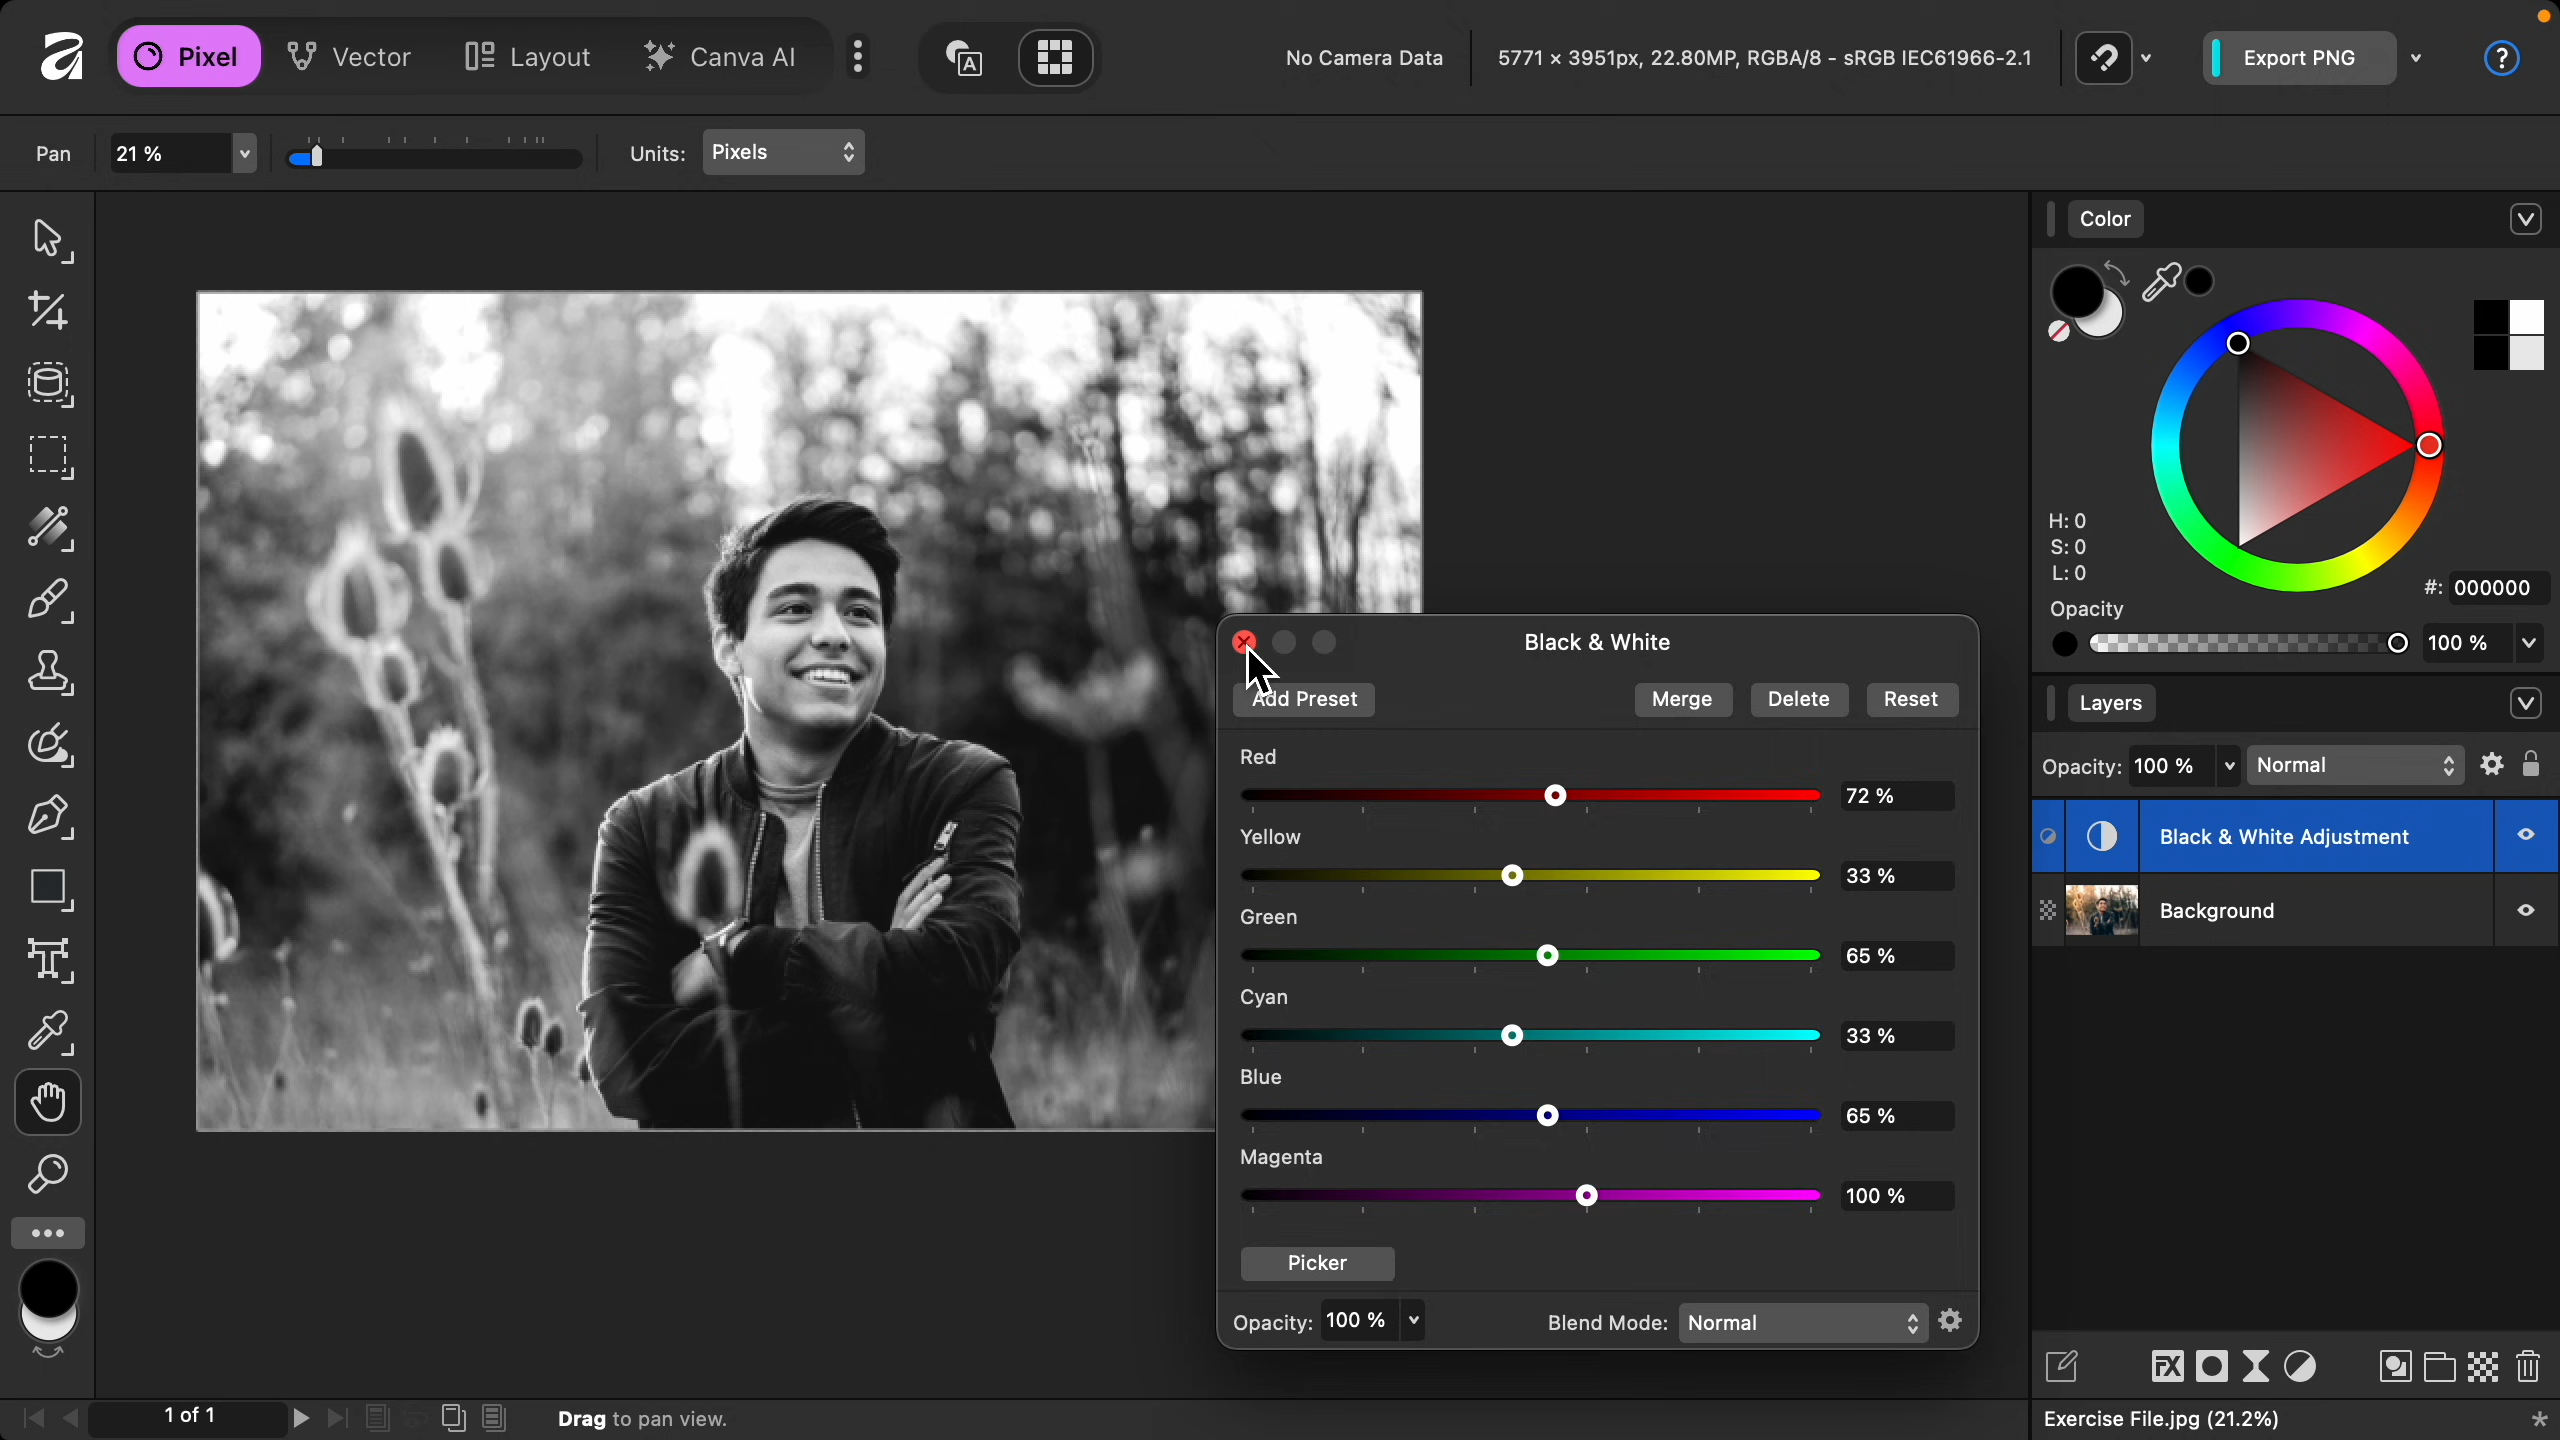 Pixel Vector Layout Canva AI No Camera Data 5771 × 3951px, 22.80MP, RGBA/8 - sRGB IEC61966-2.1 Export PNG ?
Pan 21 % Units: Pixels
Color
H: 0
S: 0
L: 0
#: 000000
Opacity
100 %
Layers
Opacity: 100 % Normal
Black & White Adjustment
Background
Black & White
Add Preset Merge Delete Reset
Red
72 %
Yellow
33 %
Green
65 %
Cyan
33 %
Blue
65 %
Magenta
100 %
Picker
Opacity: 100 % Blend Mode: Normal
FX
1 of 1 Drag to pan view. Exercise File.jpg (21.2%) *